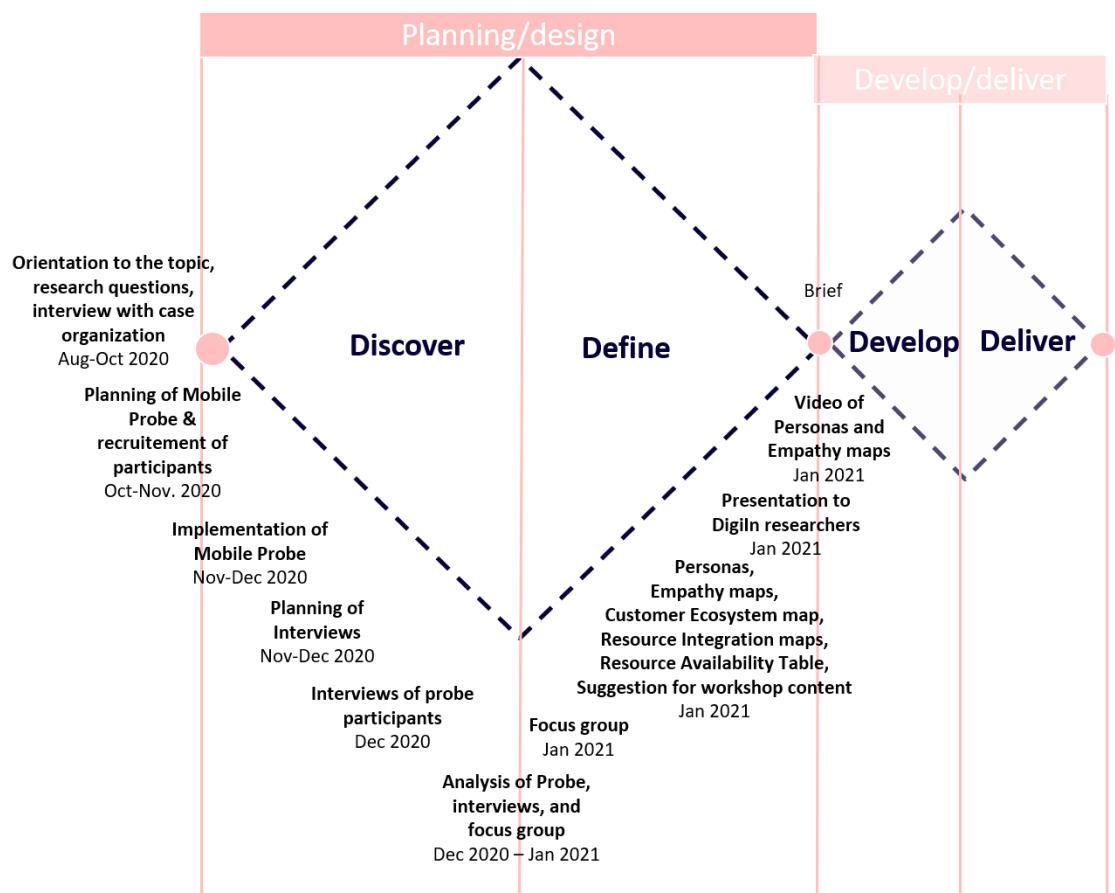 Planning/design
Develop/deliver
Orientation to the topic,
research questions,
interview with case
organization
Aug-Oct 2020
Brief
Discover
Define
Develop
Deliver
Planning of Mobile
Probe &
recruitement of
participants
Oct-Nov. 2020
Video of
Personas and
Empathy maps
Jan 2021
Implementation of
Mobile Probe
Nov-Dec 2020
Presentation to
DigiIn researchers
Jan 2021
Planning of
Interviews
Nov-Dec 2020
Personas,
Empathy maps,
Customer Ecosystem map,
Resource Integration maps,
Resource Availability Table,
Suggestion for workshop content
Jan 2021
Interviews of probe
participants
Dec 2020
Focus group
Jan 2021
Analysis of Probe,
interviews, and
focus group
Dec 2020 – Jan 2021